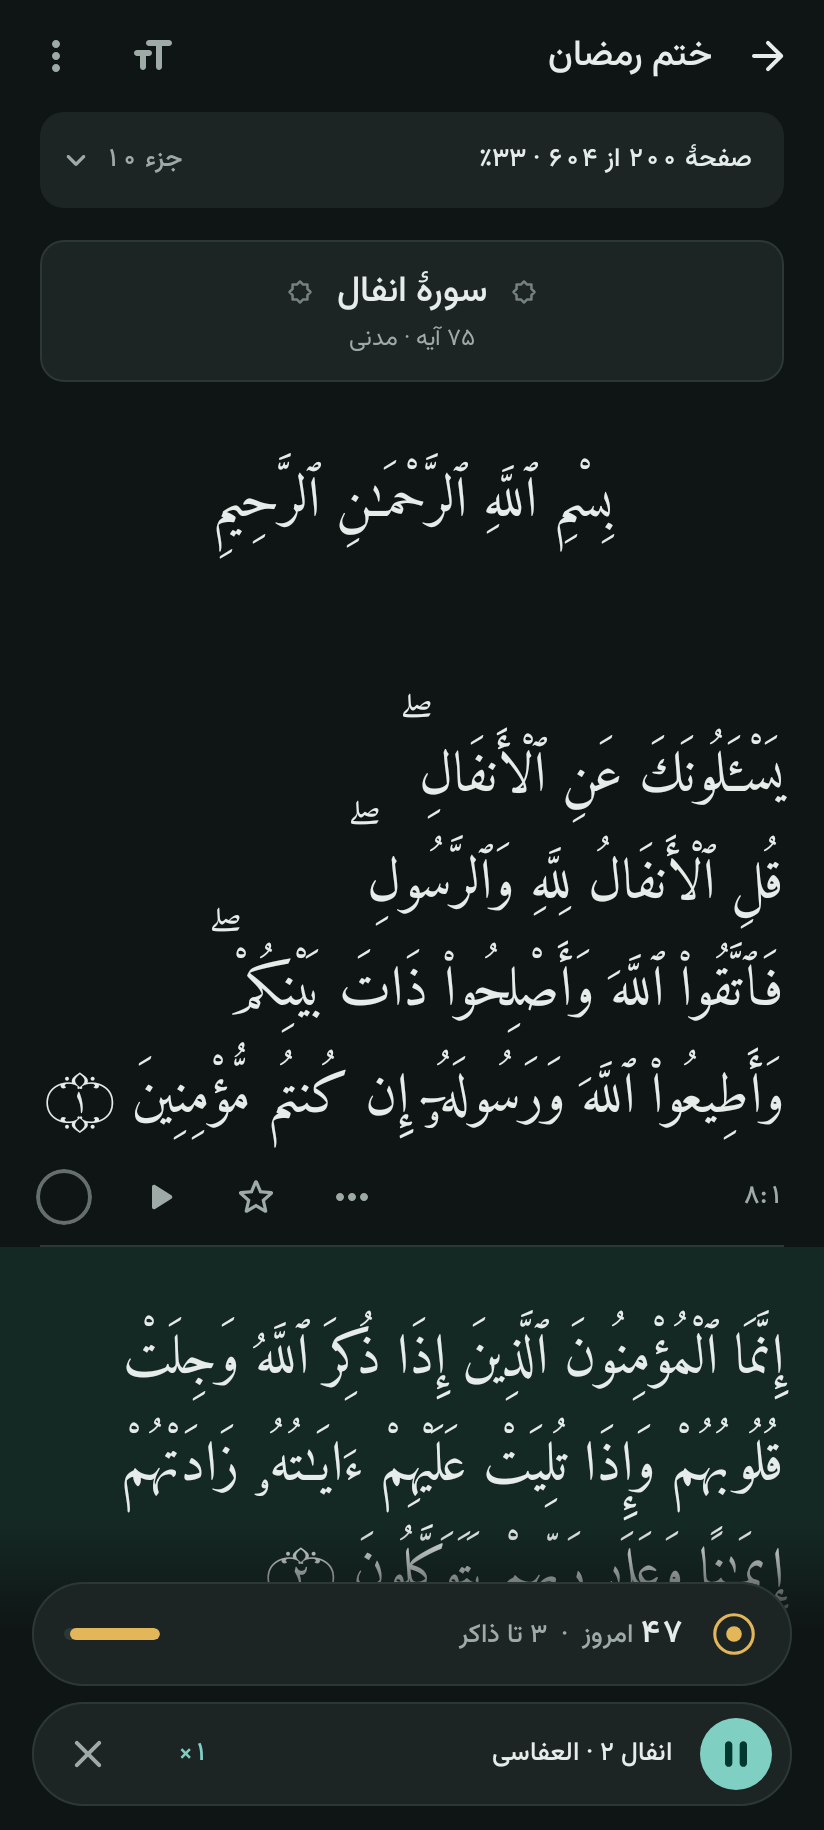 ختم رمضان
صفحهٔ ۲۰۰ از ۶۰۴ · ۳۳٪
جزء ۱۰
سورهٔ انفال
۷۵ آیه · مدنی
بِسْمِ ٱللَّهِ ٱلرَّحْمَـٰنِ ٱلرَّحِيمِ
يَسْـَٔلُونَكَ عَنِ ٱلْأَنفَالِ ۖ
قُلِ ٱلْأَنفَالُ لِلَّهِ وَٱلرَّسُولِ ۖ
فَٱتَّقُوا۟ ٱللَّهَ وَأَصْلِحُوا۟ ذَاتَ بَيْنِكُمْ ۖ
وَأَطِيعُوا۟ ٱللَّهَ وَرَسُولَهُۥٓ إِن كُنتُم مُّؤْمِنِينَ ۝١
۸:۱
إِنَّمَا ٱلْمُؤْمِنُونَ ٱلَّذِينَ إِذَا ذُكِرَ ٱللَّهُ وَجِلَتْ
قُلُوبُهُمْ وَإِذَا تُلِيَتْ عَلَيْهِمْ ءَايَـٰتُهُۥ زَادَتْهُمْ
إِيمَـٰنًا وَعَلَىٰ رَبِّهِمْ يَتَوَكَّلُونَ ۝٢
۴۷ امروز · ۳ تا ذاکر
انفال ۲ · العفاسی
۱×